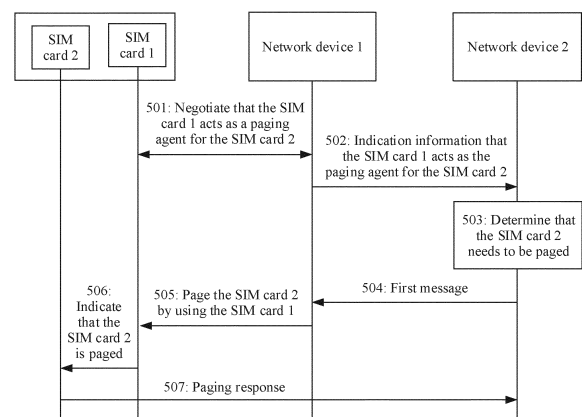 SIM
card 2
SIM
card 1
Network device 1
Network device 2
501: Negotiate that the SIM
card 1 acts as a paging
agent for the SIM card 2
502: Indication information that
the SIM card 1 acts as the
paging agent for the SIM card 2
503: Determine that
the SIM card 2
needs to be paged
504: First message
505: Page the SIM card 2
by using the SIM card 1
506:
Indicate
that the
SIM card 2
is paged
507: Paging response